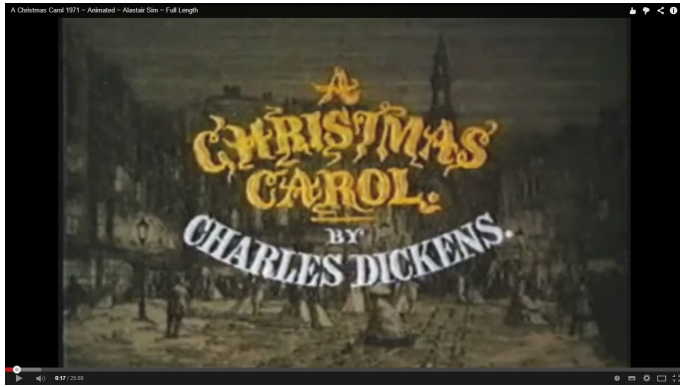 A Christmas Carol 1971 ~ Animated ~ Alastair Sim ~ Full Length
A
CHRISTMAS
CAROL.
BY
CHARLES DICKENS.
0:17 / 25:00